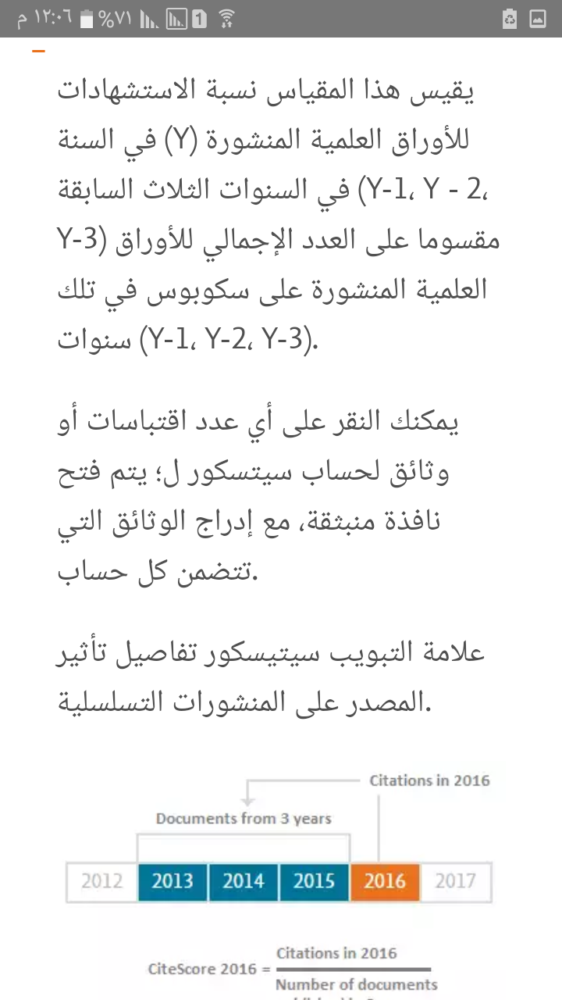 ١٢:٠٦ م
%٧١
1
يقيس هذا المقياس نسبة الاستشهادات
للأوراق العلمية المنشورة (Y) في السنة
(Y-1، Y - 2، في السنوات الثلاث السابقة
Y-3) مقسوما على العدد الإجمالي للأوراق
العلمية المنشورة على سكوبوس في تلك
سنوات (Y-1، Y-2، Y-3).
يمكنك النقر على أي عدد اقتباسات أو
وثائق لحساب سيتسكور ل؛ يتم فتح
نافذة منبثقة، مع إدراج الوثائق التي
تتضمن كل حساب.
علامة التبويب سيتيسكور تفاصيل تأثير
المصدر على المنشورات التسلسلية.
Citations in 2016
Documents from 3 years
2012 2013 2014 2015 2016 2017
Citations in 2016
CiteScore 2016 =
Number of documents